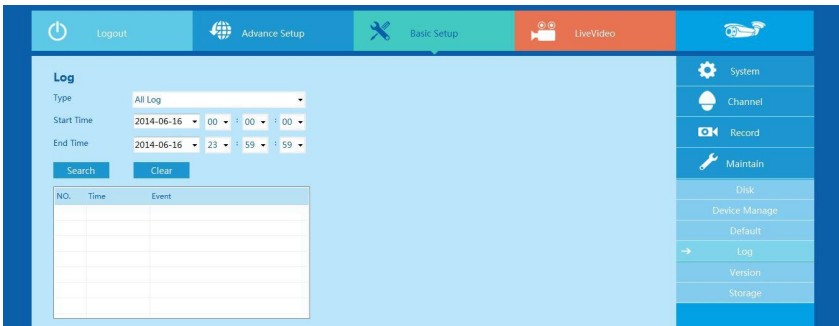 Logout Advance Setup Basic Setup LiveVideo
Log
Type All Log
Start Time 2014-06-16 00 : 00 : 00
End Time 2014-06-16 23 : 59 : 59
Search Clear
NO. Time Event
System
Channel
Record
Maintain
Disk
Device Manage
Default
Log
Version
Storage